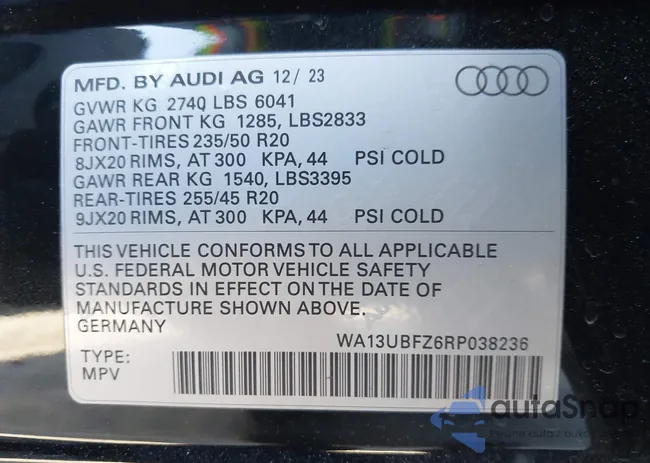 MFD. BY AUDI AG 12/ 23
GVWR KG 2740 LBS 6041
GAWR FRONT KG 1285, LBS2833
FRONT-TIRES 235/50 R20
8JX20 RIMS, AT 300 KPA, 44 PSI COLD
GAWR REAR KG 1540, LBS3395
REAR-TIRES 255/45 R20
9JX20 RIMS, AT 300 KPA, 44 PSI COLD
THIS VEHICLE CONFORMS TO ALL APPLICABLE
U.S. FEDERAL MOTOR VEHICLE SAFETY
STANDARDS IN EFFECT ON THE DATE OF
MANUFACTURE SHOWN ABOVE.
GERMANY WA13UBFZ6RP038236
TYPE:
MPV
autaSnap